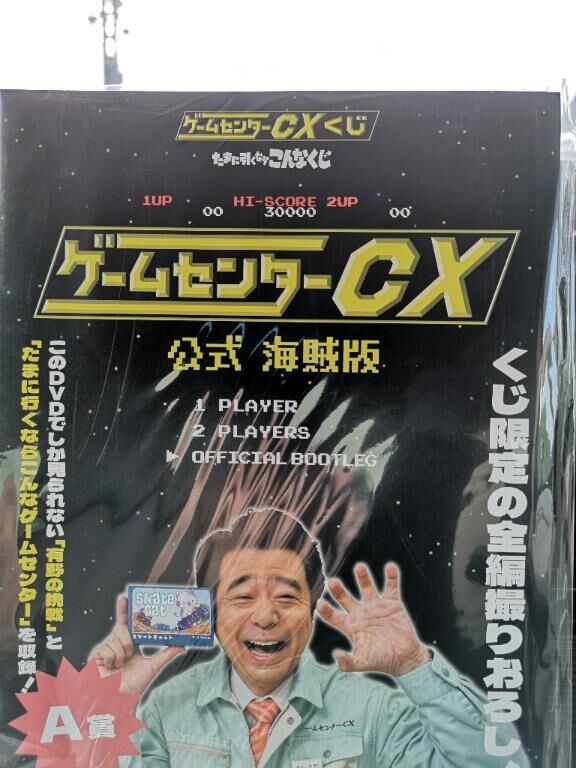 ゲームセンターCXくじ
たまに引くならこんなくじ
1UP HI-SCORE 2UP
00 30000 00
ゲームセンターCX
公式 海賊版
1 PLAYER
2 PLAYERS
▶ OFFICIAL BOOTLEG
くじ限定の全編撮りおろし
このDVDでしか見られない「有野の挑戦」と
「たまに行くならこんなゲームセンター」を収録!
Skate
Cat
スケートキャット
ゲームセンターCX
A賞